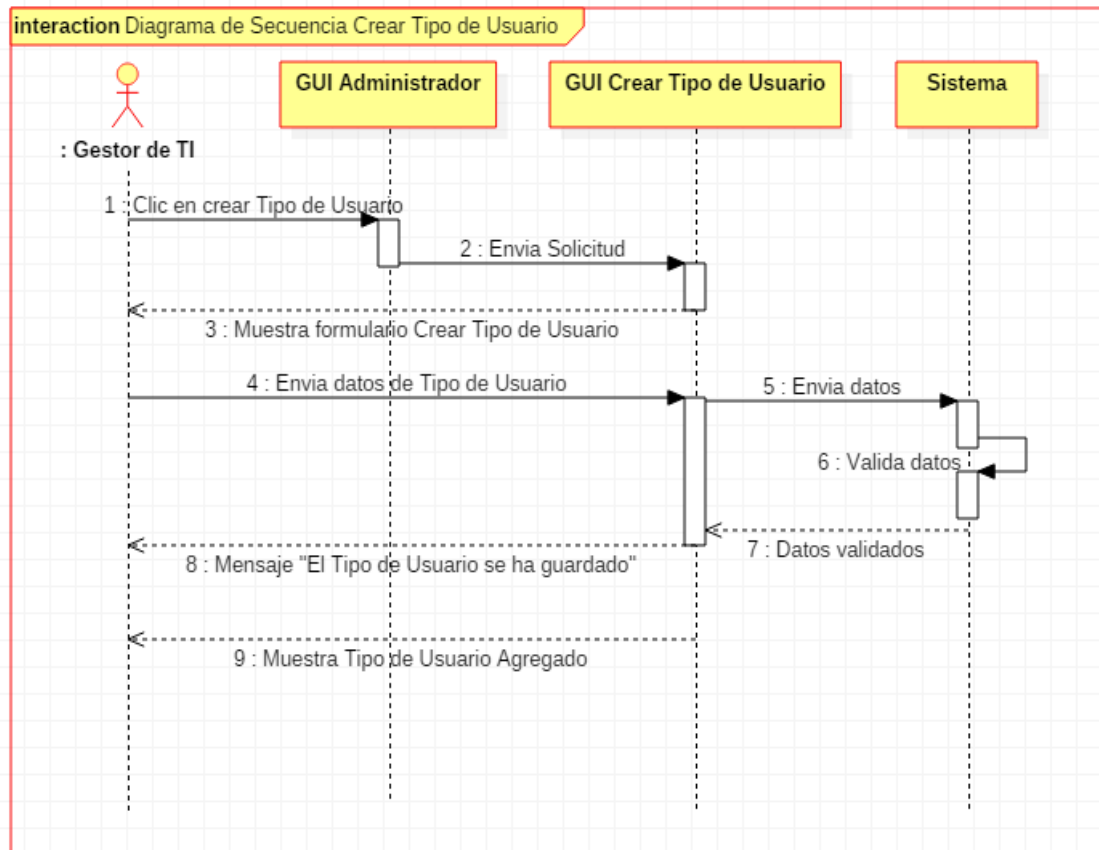 interaction Diagrama de Secuencia Crear Tipo de Usuario
GUI Administrador
GUI Crear Tipo de Usuario
Sistema
: Gestor de TI
1 : Clic en crear Tipo de Usuario
2 : Envia Solicitud
3 : Muestra formulario Crear Tipo de Usuario
4 : Envia datos de Tipo de Usuario
5 : Envia datos
6 : Valida datos
7 : Datos validados
8 : Mensaje "El Tipo de Usuario se ha guardado"
9 : Muestra Tipo de Usuario Agregado